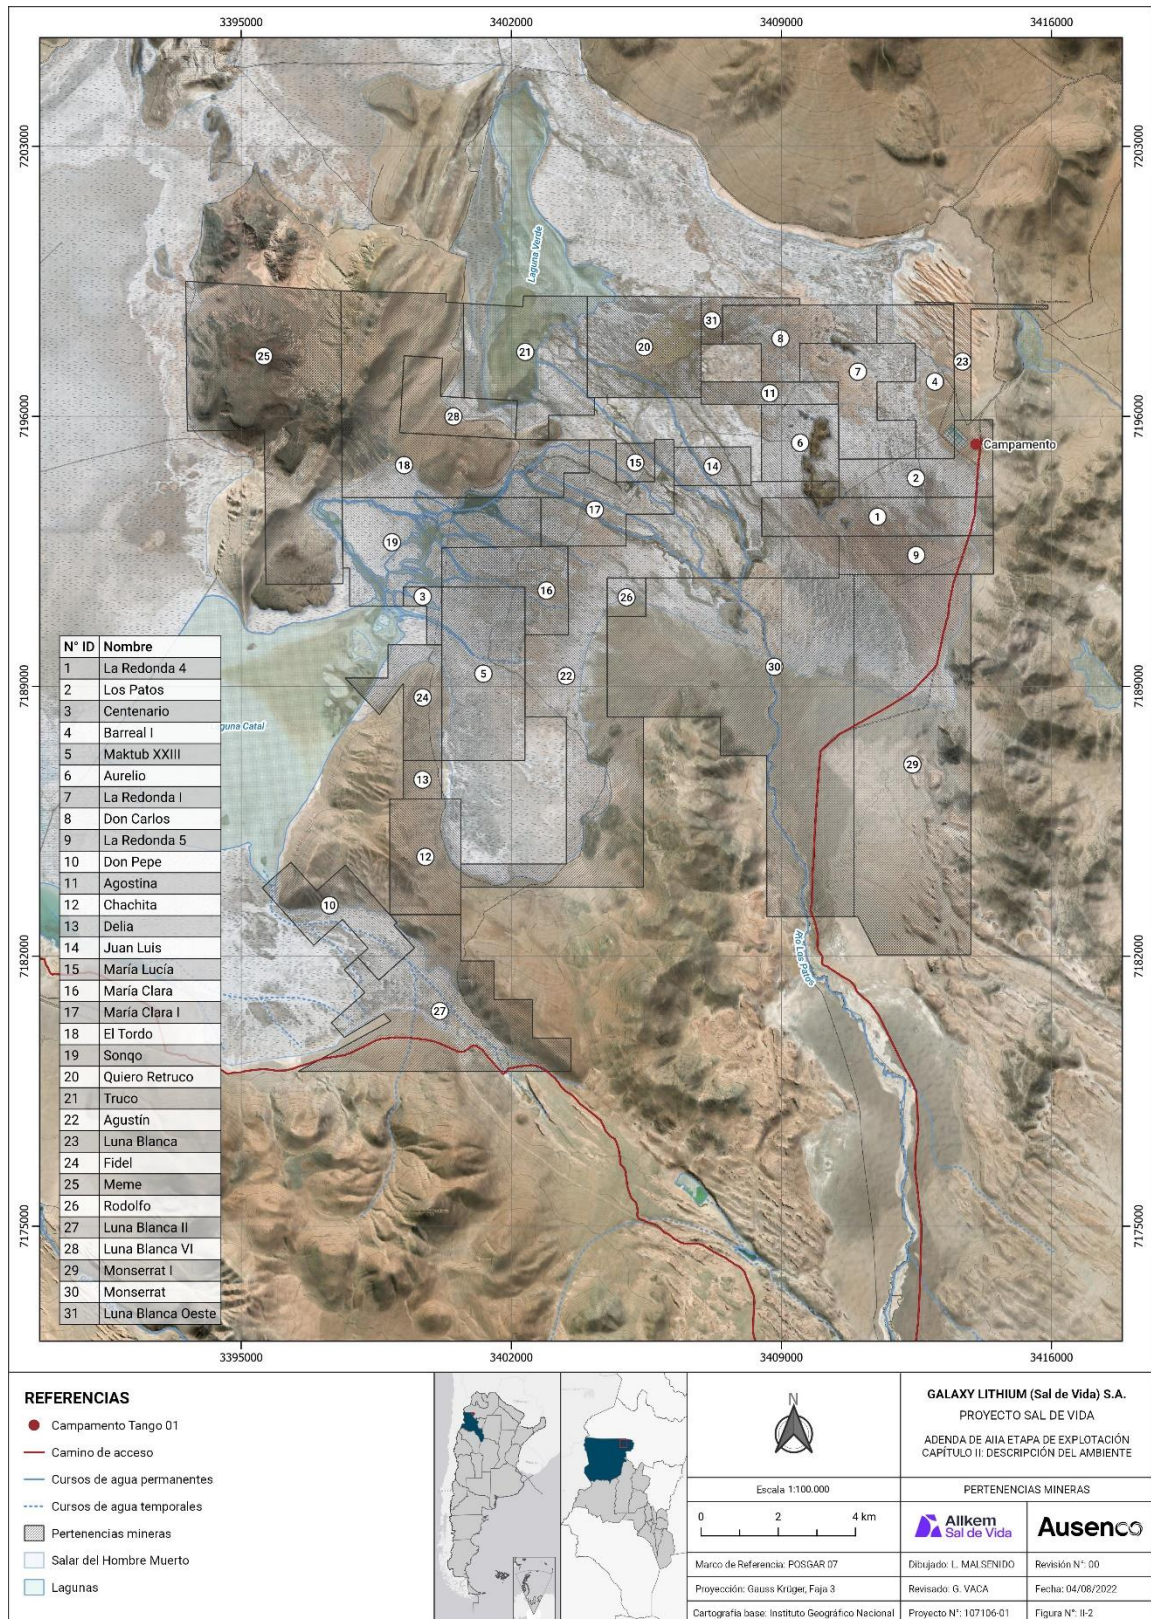 3395000
3402000
3409000
3416000
7203000
7203000
Laguna Verde
31
8
20
21
25
7
23
4
11
28
7196000
7196000
6
Campamento
15
14
18
2
17
1
19
9
3
16
26
30
22
5
7189000
24
guna Catal
29
13
12
10
7182000
7182000
Río Los Patos
27
7175000
7175000
N° ID Nombre
1 La Redonda 4
2 Los Patos
3 Centenario
4 Barreal I
5 Maktub XXIII
6 Aurelio
7 La Redonda I
8 Don Carlos
9 La Redonda 5
10 Don Pepe
11 Agostina
12 Chachita
13 Delia
14 Juan Luis
15 María Lucía
16 María Clara
17 María Clara I
18 El Tordo
19 Sonqo
20 Quiero Retruco
21 Truco
22 Agustín
23 Luna Blanca
24 Fidel
25 Meme
26 Rodolfo
27 Luna Blanca II
28 Luna Blanca VI
29 Monserrat I
30 Monserrat
31 Luna Blanca Oeste
7189000
3395000
3402000
3409000
3416000
REFERENCIAS
Campamento Tango 01
Camino de acceso
Cursos de agua permanentes
Cursos de agua temporales
Pertenencias mineras
Salar del Hombre Muerto
Lagunas
N
Escala 1:100.000
0 2 4 km
Marco de Referencia: POSGAR 07
Proyección: Gauss Krüger, Faja 3
Cartografía base: Instituto Geográfico Nacional
GALAXY LITHIUM (Sal de Vida) S.A.
PROYECTO SAL DE VIDA
ADENDA DE AIIA ETAPA DE EXPLOTACIÓN
CAPÍTULO II: DESCRIPCIÓN DEL AMBIENTE
PERTENENCIAS MINERAS
Allkem
Sal de Vida
Ausenco
Dibujado: L. MALSENIDO
Revisión N°: 00
Revisado: G. VACA
Fecha: 04/08/2022
Proyecto N°: 107106-01
Figura N°: II-2